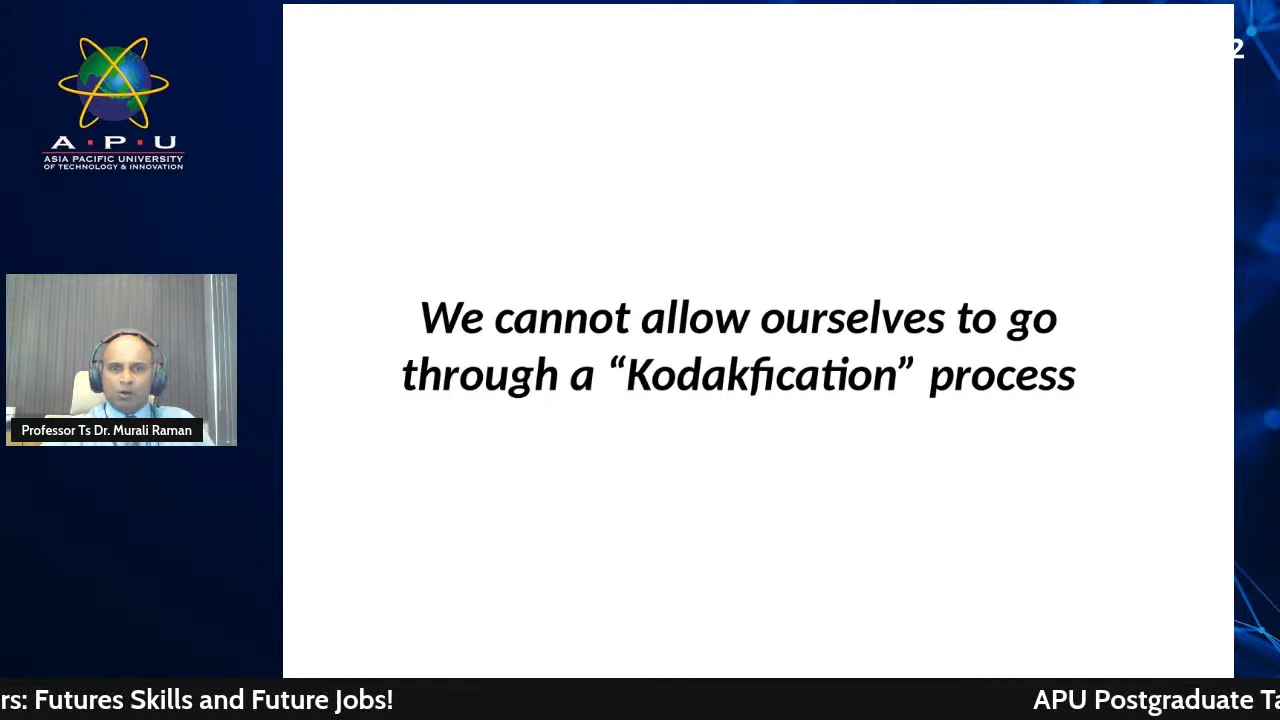 A·P·U
ASIA PACIFIC UNIVERSITY
OF TECHNOLOGY & INNOVATION
2
We cannot allow ourselves to go
through a “Kodakfication” process
Professor Ts Dr. Murali Raman
rs: Futures Skills and Future Jobs!
APU Postgraduate Ta